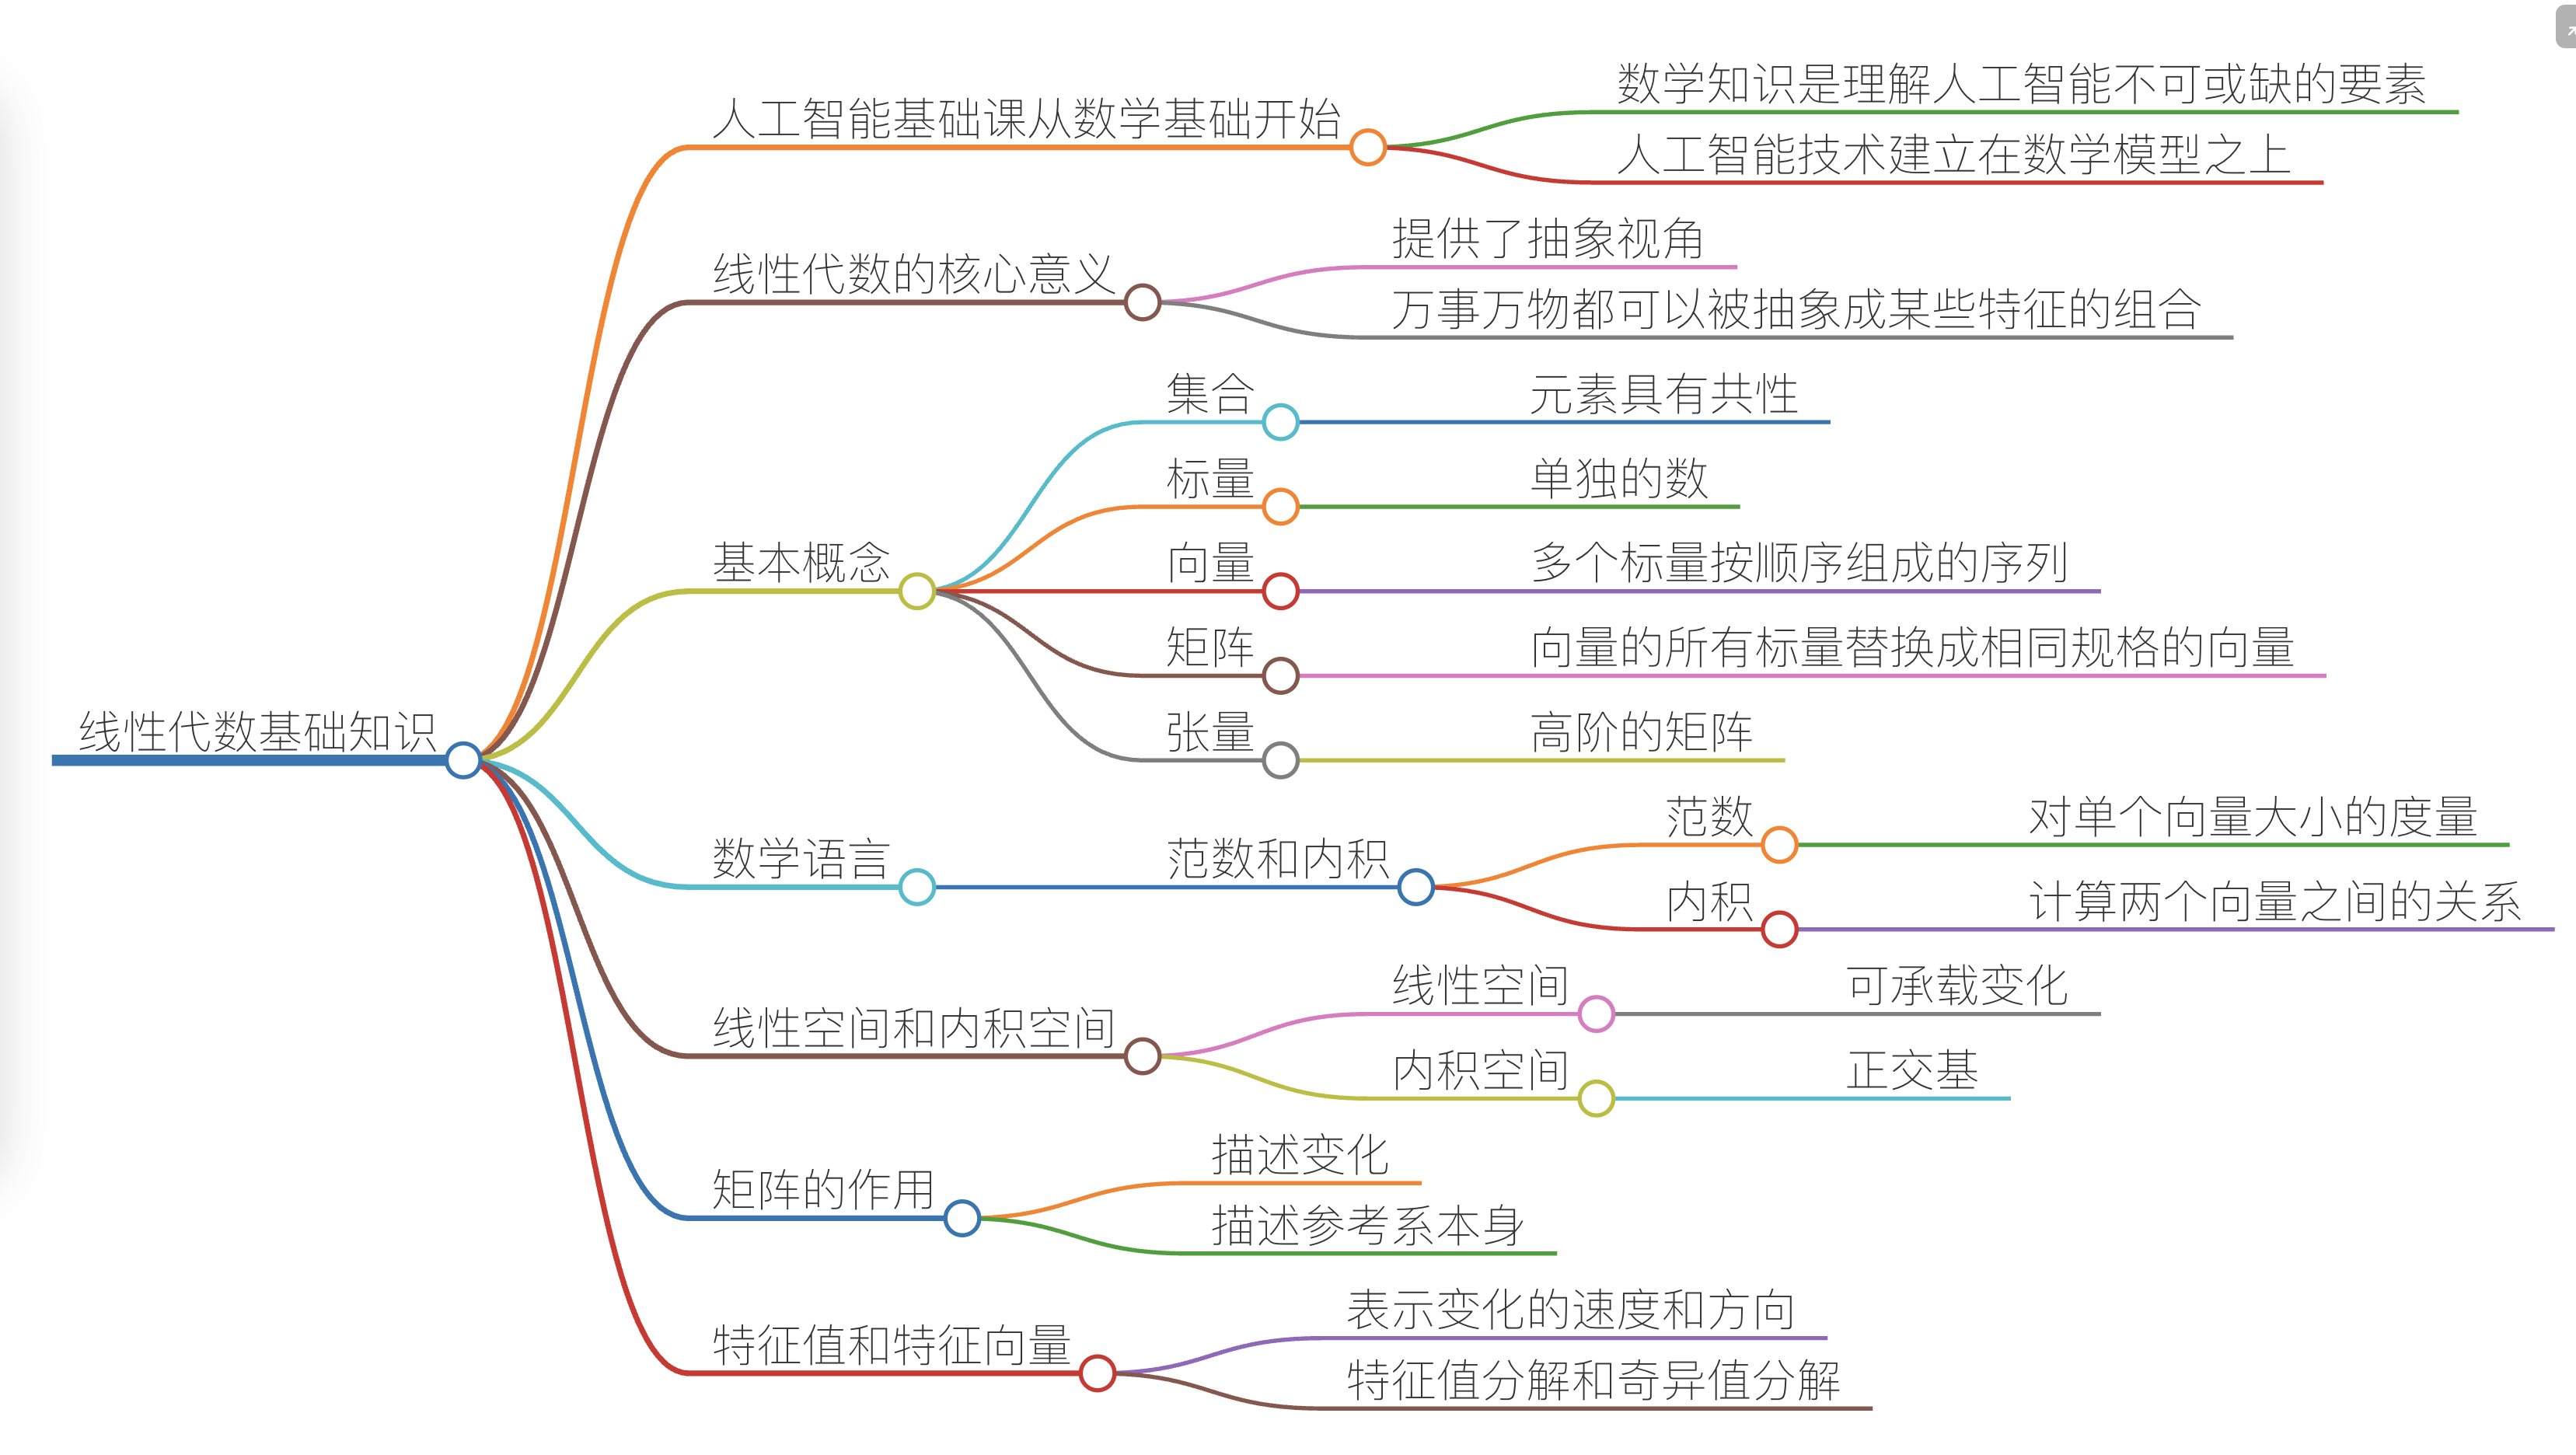 线性代数基础知识
人工智能基础课从数学基础开始
数学知识是理解人工智能不可或缺的要素
人工智能技术建立在数学模型之上
线性代数的核心意义
提供了抽象视角
万事万物都可以被抽象成某些特征的组合
基本概念
集合
元素具有共性
标量
单独的数
向量
多个标量按顺序组成的序列
矩阵
向量的所有标量替换成相同规格的向量
张量
高阶的矩阵
数学语言
范数和内积
范数
对单个向量大小的度量
内积
计算两个向量之间的关系
线性空间和内积空间
线性空间
可承载变化
内积空间
正交基
矩阵的作用
描述变化
描述参考系本身
特征值和特征向量
表示变化的速度和方向
特征值分解和奇异值分解